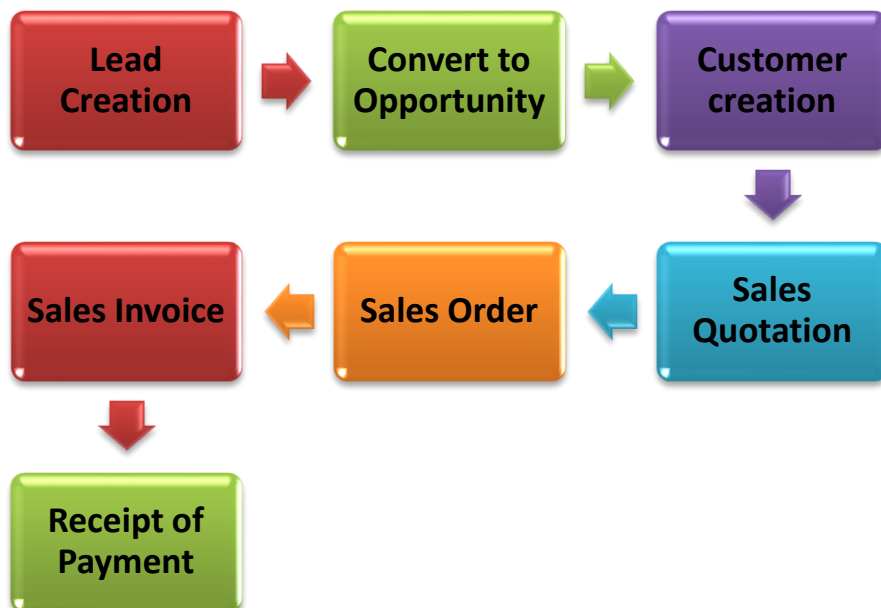 Lead
Creation
Convert to
Opportunity
Customer
creation
Sales
Quotation
Sales Order
Sales Invoice
Receipt of
Payment